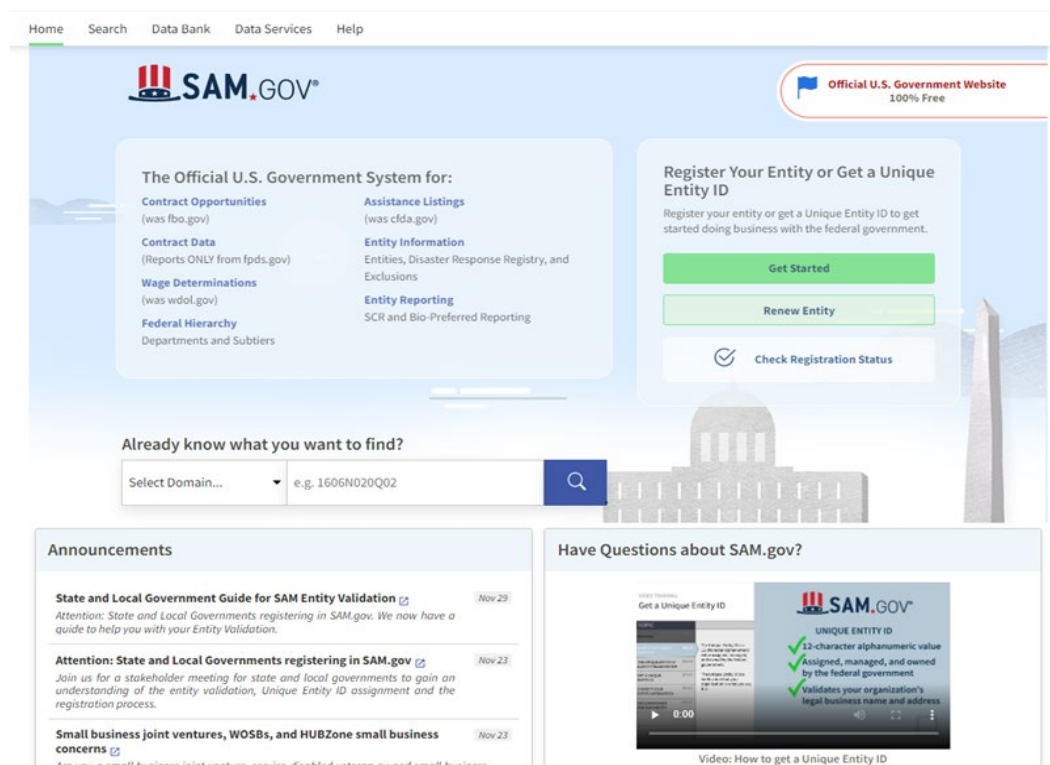 Home Search Data Bank Data Services Help
SAM.GOV®
Official U.S. Government Website
100% Free
The Official U.S. Government System for:
Contract Opportunities
(was fbo.gov)
Contract Data
(Reports ONLY from fpds.gov)
Wage Determinations
(was wdol.gov)
Federal Hierarchy
Departments and Subtiers
Assistance Listings
(was cfda.gov)
Entity Information
Entities, Disaster Response Registry, and
Exclusions
Entity Reporting
SCR and Bio-Preferred Reporting
Register Your Entity or Get a Unique
Entity ID
Register your entity or get a Unique Entity ID to get
started doing business with the federal government.
Get Started
Renew Entity
Check Registration Status
Already know what you want to find?
Select Domain... e.g. 1606N020Q02
Announcements
State and Local Government Guide for SAM Entity Validation Nov 29
Attention: State and Local Governments registering in SAM.gov. We now have a
guide to help you with your Entity Validation.
Attention: State and Local Governments registering in SAM.gov Nov 23
Join us for a stakeholder meeting for state and local governments to gain an
understanding of the entity validation, Unique Entity ID assignment and the
registration process.
Small business joint ventures, WOSBs, and HUBZone small business Nov 23
concerns
Have Questions about SAM.gov?
VIDEO TRAINING
Get a Unique Entity ID
TOPIC
SAM.GOV®
UNIQUE ENTITY ID
12-character alphanumeric value
Assigned, managed, and owned
by the federal government
Validates your organization's
legal business name and address
0:00
Video: How to get a Unique Entity ID